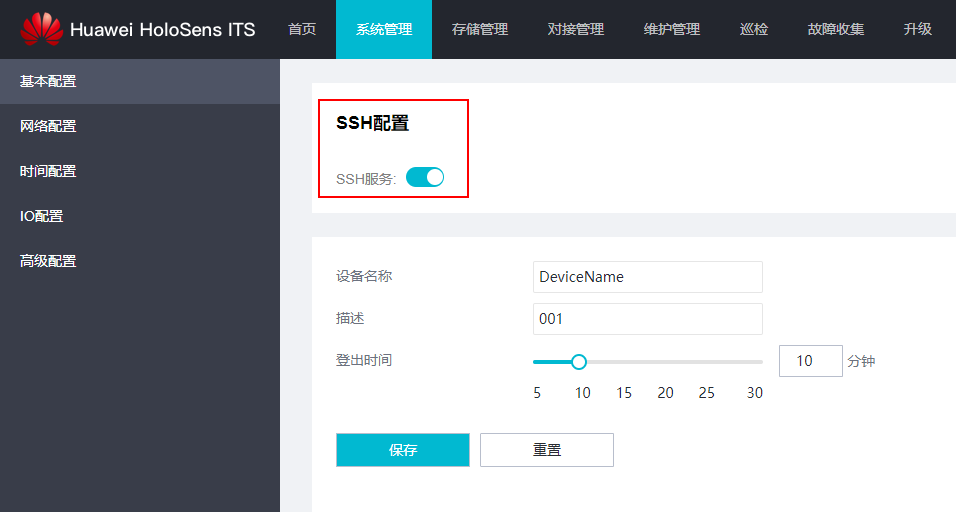 Huawei HoloSens ITS 首页 系统管理 存储管理 对接管理 维护管理 巡检 故障收集 升级
基本配置
网络配置
时间配置
IO配置
高级配置
SSH配置
SSH服务:
设备名称 DeviceName
描述 001
登出时间 10 分钟
5 10 15 20 25 30
保存 重置